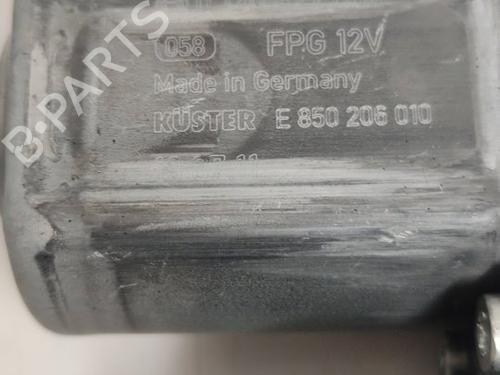 058 FPG 12V
Made in Germany
KÜSTER E 850 206 010
B-PARTS